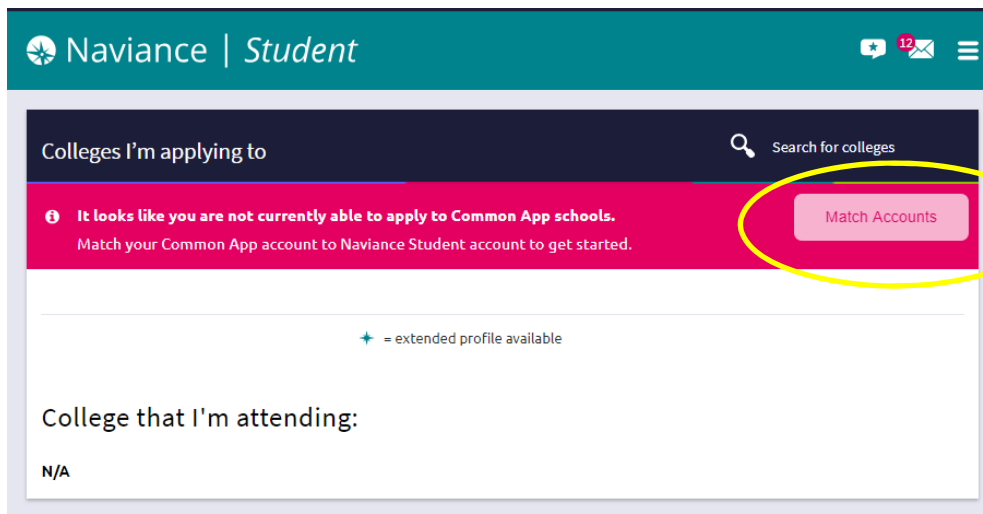 Naviance | Student
12
Colleges I'm applying to
Search for colleges
It looks like you are not currently able to apply to Common App schools.
Match your Common App account to Naviance Student account to get started.
Match Accounts
= extended profile available
College that I'm attending:
N/A